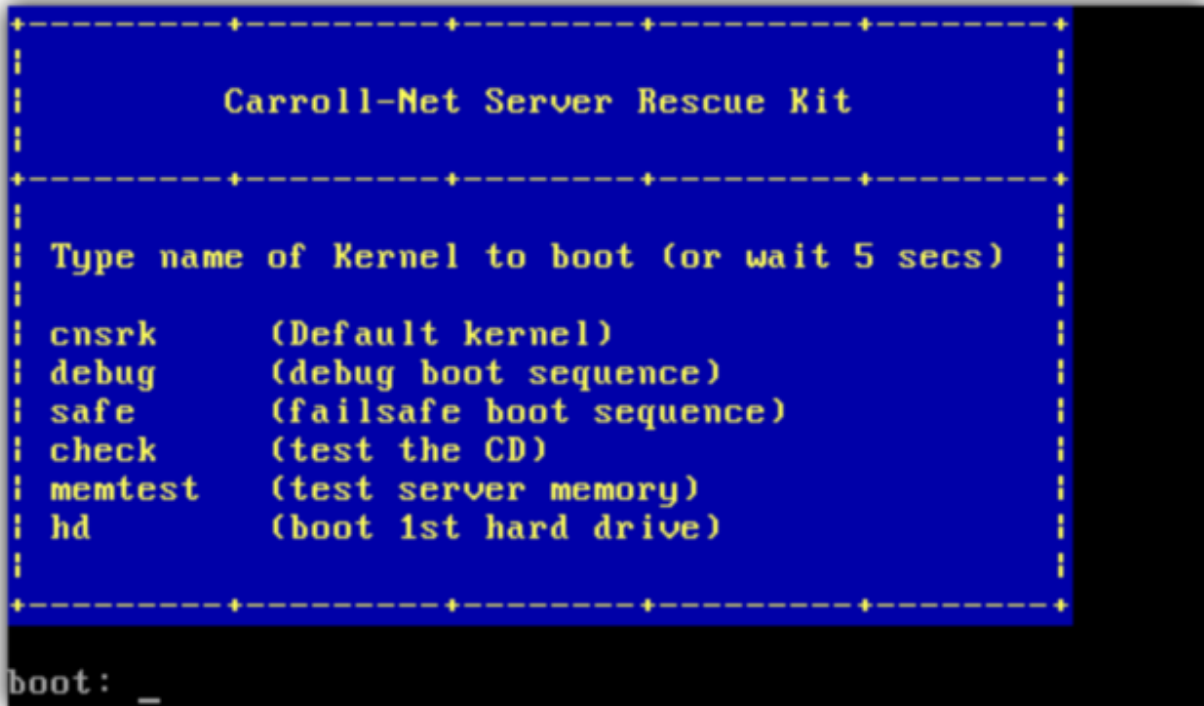 Carroll-Net Server Rescue Kit
Type name of Kernel to boot (or wait 5 secs)
cnsrk (Default kernel)
debug (debug boot sequence)
safe (failsafe boot sequence)
check (test the CD)
memtest (test server memory)
hd (boot 1st hard drive)
boot: _